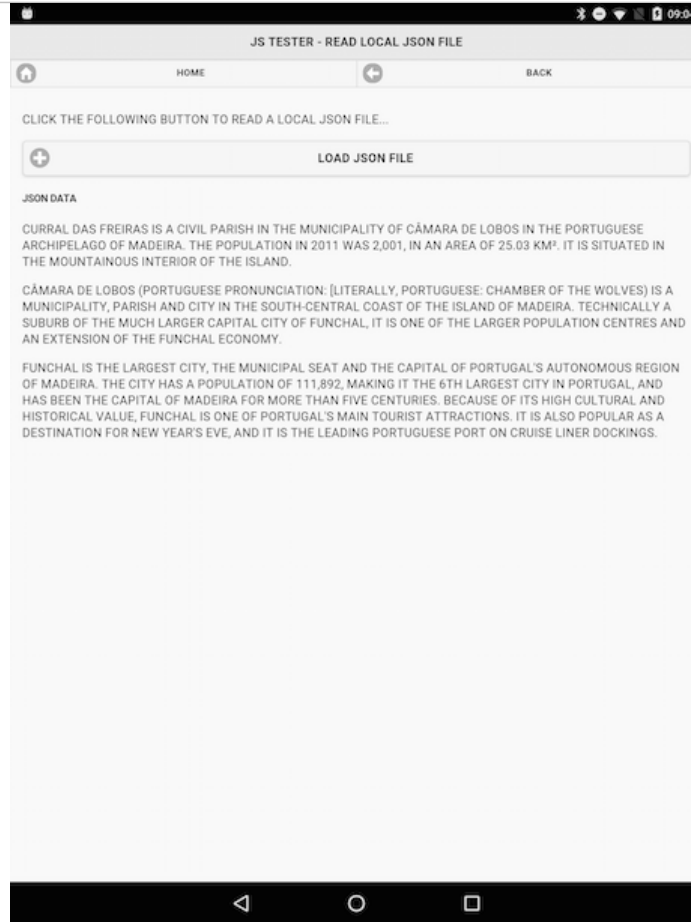 09:0
JS TESTER - READ LOCAL JSON FILE
HOME
BACK
CLICK THE FOLLOWING BUTTON TO READ A LOCAL JSON FILE...
LOAD JSON FILE
JSON DATA
CURRAL DAS FREIRAS IS A CIVIL PARISH IN THE MUNICIPALITY OF CÂMARA DE LOBOS IN THE PORTUGUESE
ARCHIPELAGO OF MADEIRA. THE POPULATION IN 2011 WAS 2,001, IN AN AREA OF 25.03 KM². IT IS SITUATED IN
THE MOUNTAINOUS INTERIOR OF THE ISLAND.
CÂMARA DE LOBOS (PORTUGUESE PRONUNCIATION: [LITERALLY, PORTUGUESE: CHAMBER OF THE WOLVES) IS A
MUNICIPALITY, PARISH AND CITY IN THE SOUTH-CENTRAL COAST OF THE ISLAND OF MADEIRA. TECHNICALLY A
SUBURB OF THE MUCH LARGER CAPITAL CITY OF FUNCHAL, IT IS ONE OF THE LARGER POPULATION CENTRES AND
AN EXTENSION OF THE FUNCHAL ECONOMY.
FUNCHAL IS THE LARGEST CITY, THE MUNICIPAL SEAT AND THE CAPITAL OF PORTUGAL'S AUTONOMOUS REGION
OF MADEIRA. THE CITY HAS A POPULATION OF 111,892, MAKING IT THE 6TH LARGEST CITY IN PORTUGAL, AND
HAS BEEN THE CAPITAL OF MADEIRA FOR MORE THAN FIVE CENTURIES. BECAUSE OF ITS HIGH CULTURAL AND
HISTORICAL VALUE, FUNCHAL IS ONE OF PORTUGAL'S MAIN TOURIST ATTRACTIONS. IT IS ALSO POPULAR AS A
DESTINATION FOR NEW YEAR'S EVE, AND IT IS THE LEADING PORTUGUESE PORT ON CRUISE LINER DOCKINGS.